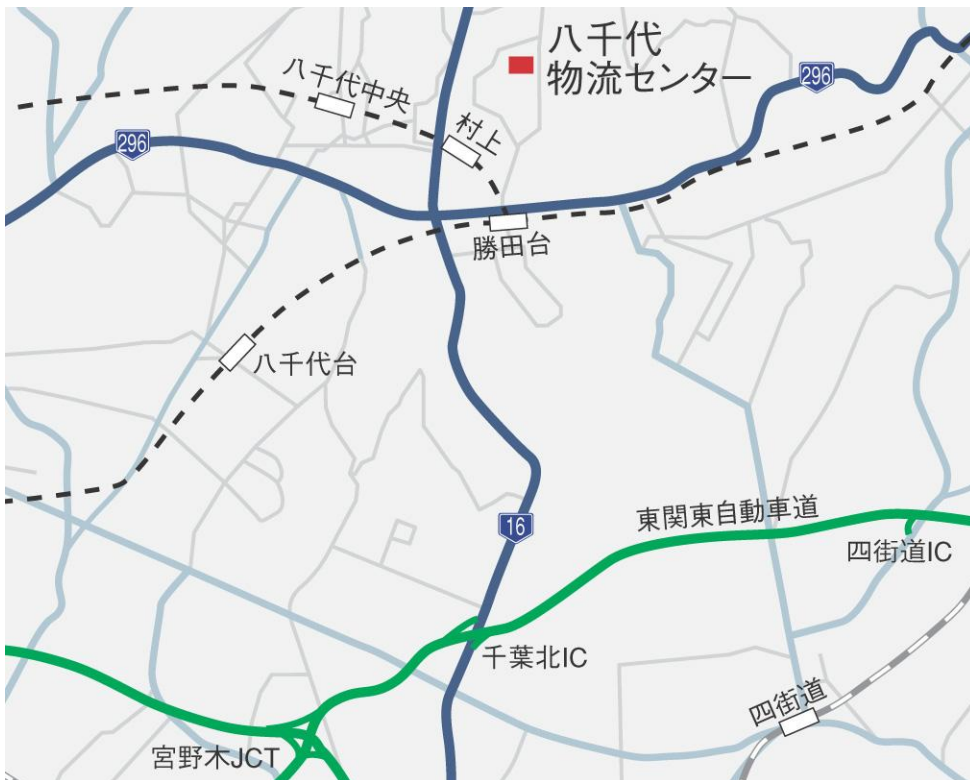 八千代
物流センター
八千代中央
296
村上
296
勝田台
八千代台
16
東関東自動車道
四街道IC
千葉北IC
四街道
宮野木JCT